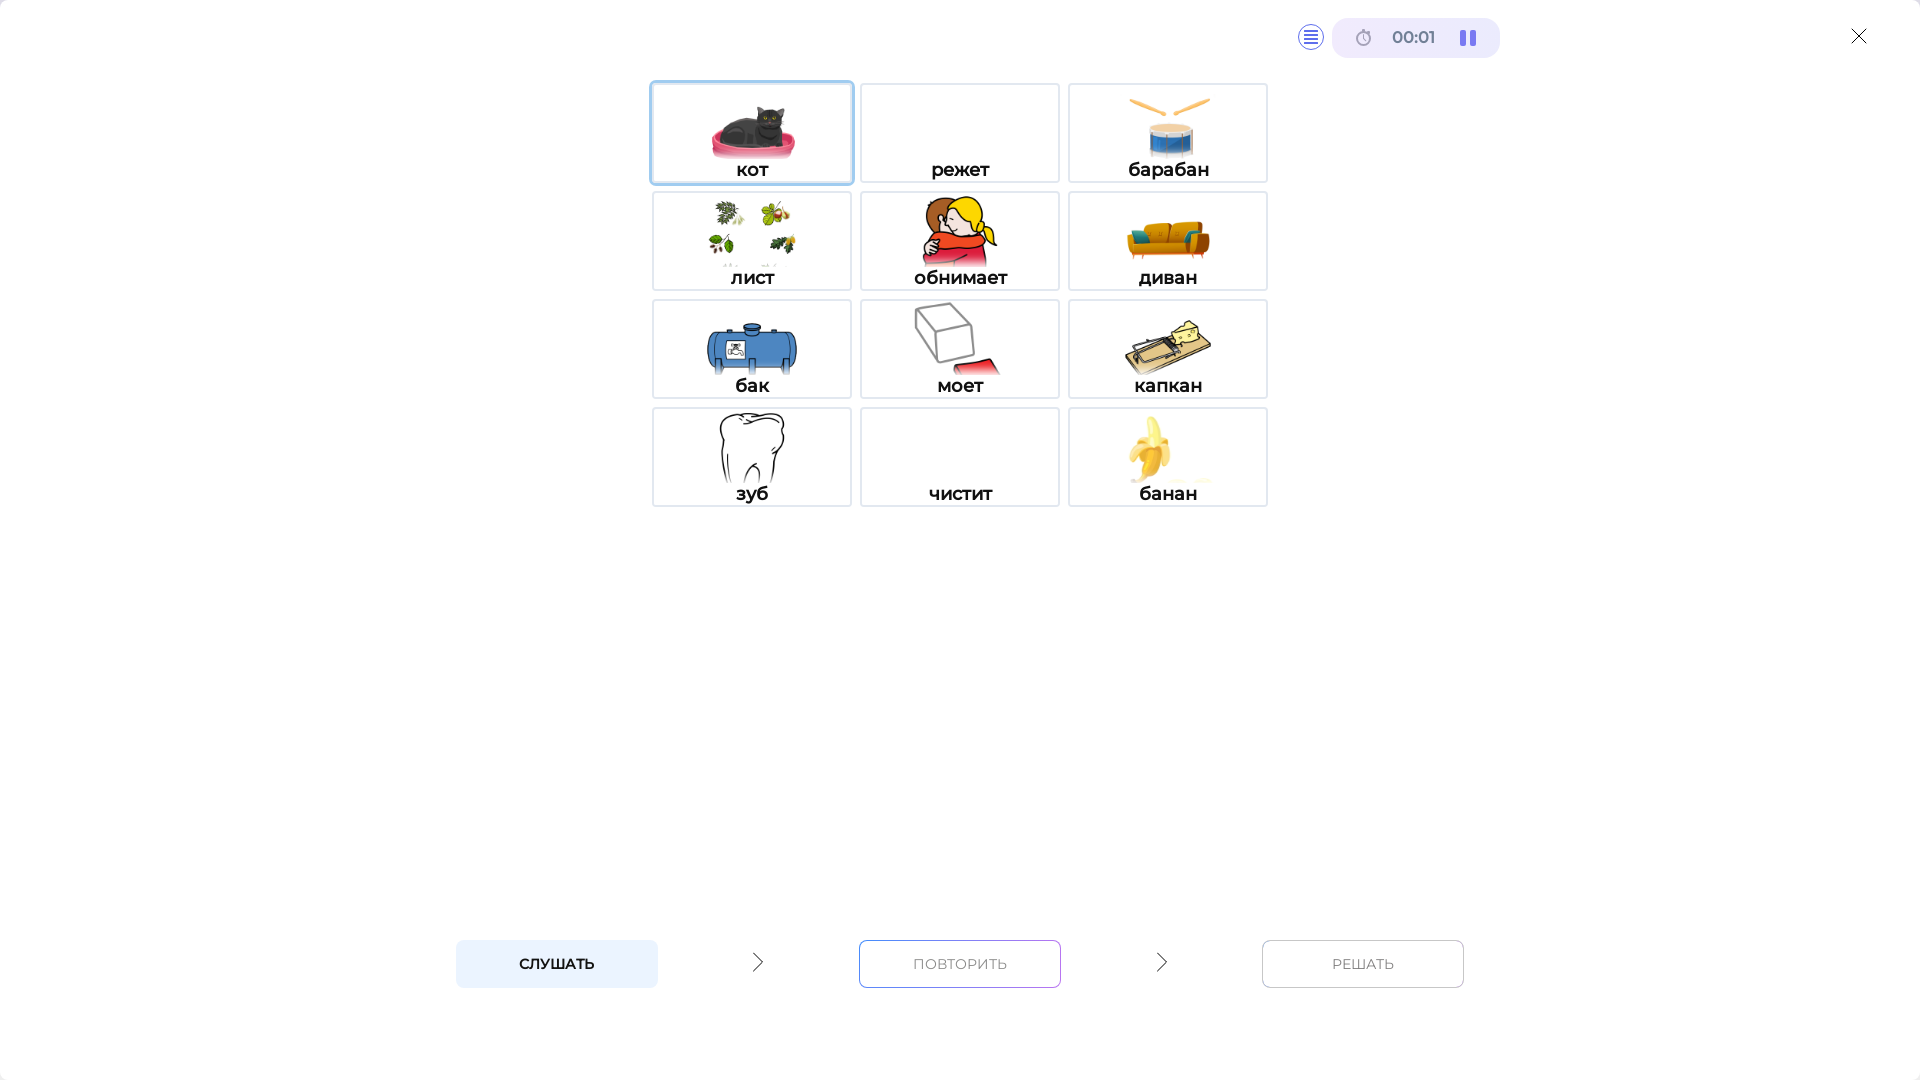 00:01
кот
режет
барабан
лист
обнимает
диван
бак
моет
капкан
зуб
чистит
банан
СЛУШАТЬ
ПОВТОРИТЬ
РЕШАТЬ